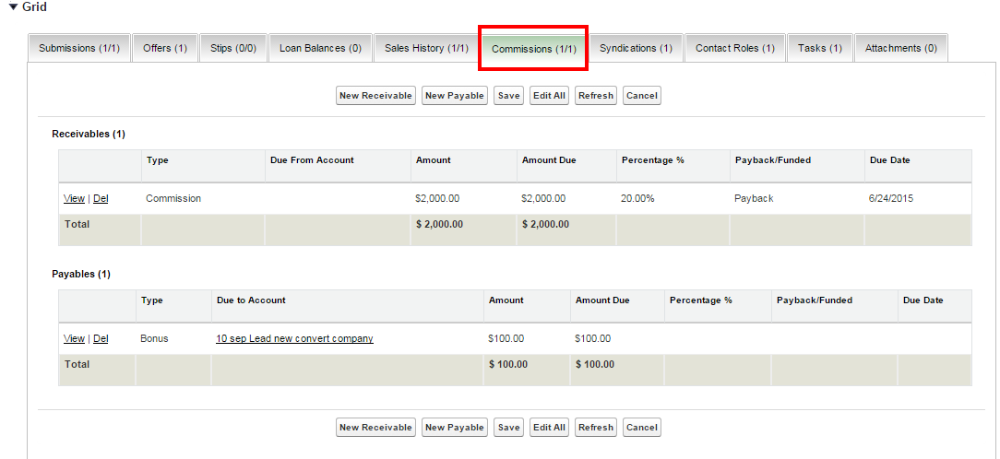 Grid
Submissions (1/1) Offers (1) Stips (0/0) Loan Balances (0) Sales History (1/1) Commissions (1/1) Syndications (1) Contact Roles (1) Tasks (1) Attachments (0)
New Receivable New Payable Save Edit All Refresh Cancel
Receivables (1)
Type Due From Account Amount Amount Due Percentage % Payback/Funded Due Date
View | Del Commission $2,000.00 $2,000.00 20.00% Payback 6/24/2015
Total $ 2,000.00 $ 2,000.00
Payables (1)
Type Due to Account Amount Amount Due Percentage % Payback/Funded Due Date
View | Del Bonus 10 sep Lead new convert company $100.00 $100.00
Total $ 100.00 $ 100.00
New Receivable New Payable Save Edit All Refresh Cancel